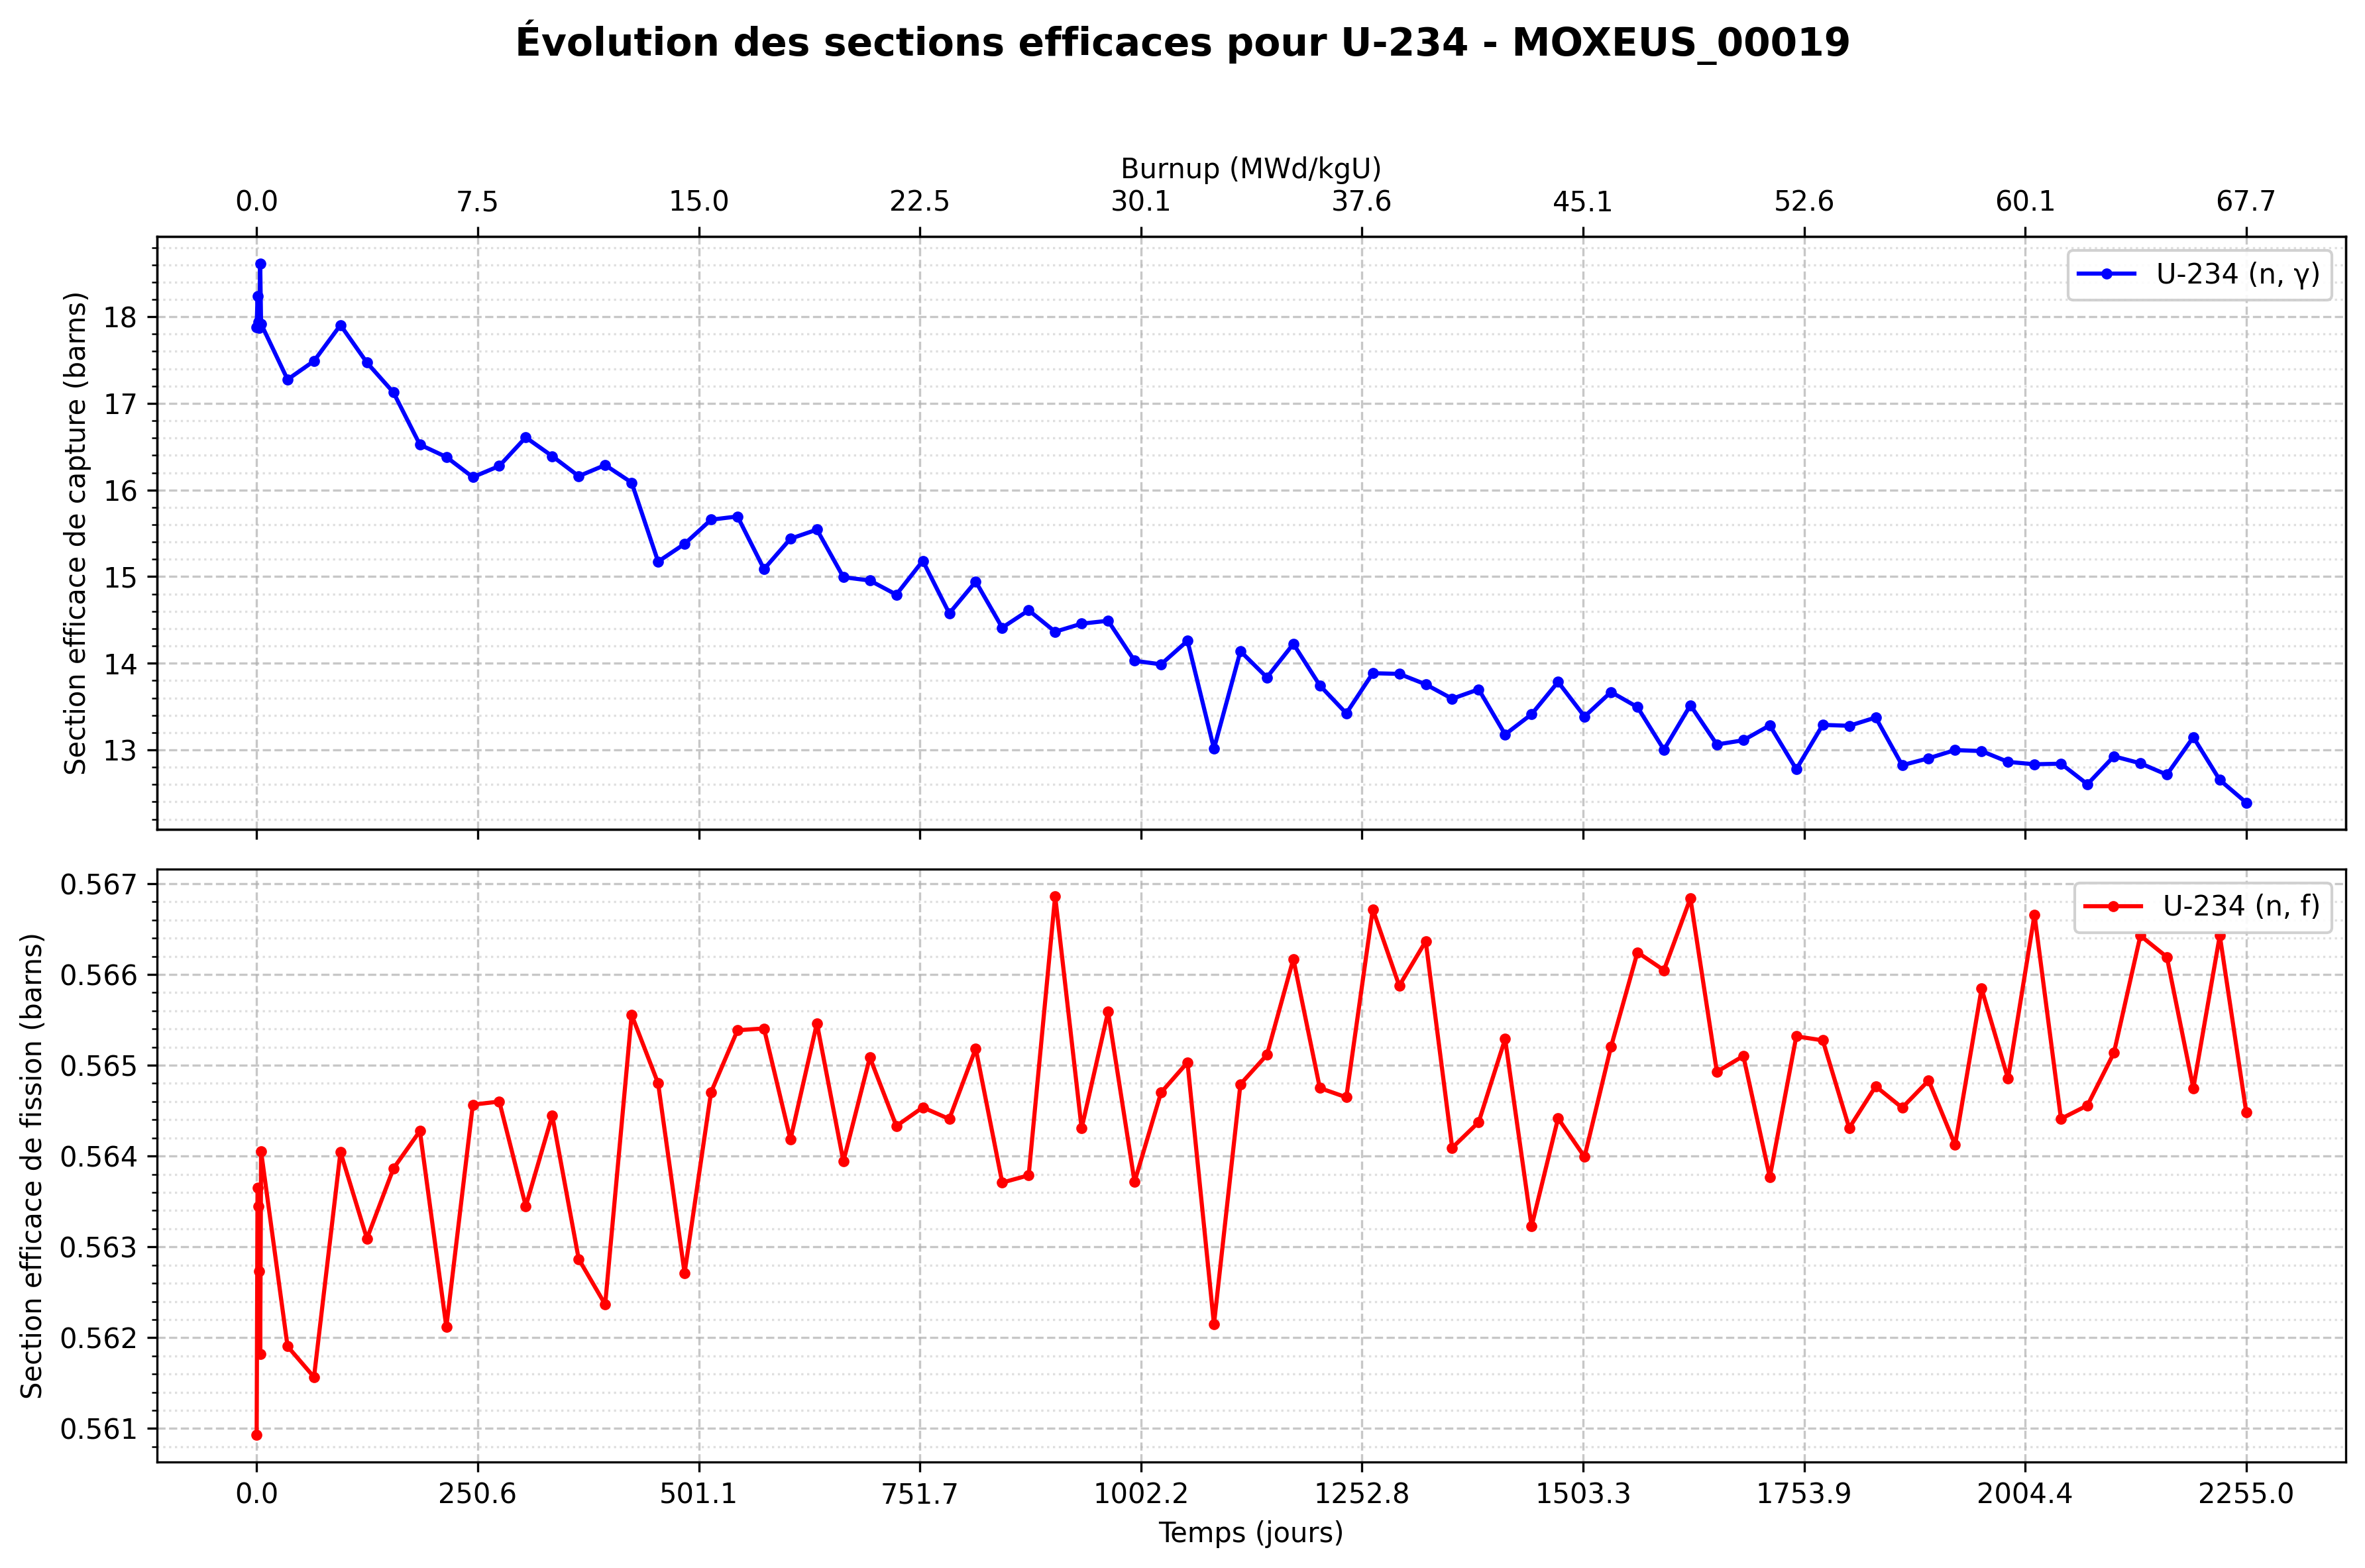 Évolution des sections efficaces pour U-234 - MOXEUS_00019
Burnup (MWd/kgU)
0.0 7.5 15.0 22.5 30.1 37.6 45.1 52.6 60.1 67.7
U-234 (n, γ)
Section efficace de capture (barns)
18
17
16
15
14
13
U-234 (n, f)
Section efficace de fission (barns)
0.567
0.566
0.565
0.564
0.563
0.562
0.561
0.0 250.6 501.1 751.7 1002.2 1252.8 1503.3 1753.9 2004.4 2255.0
Temps (jours)